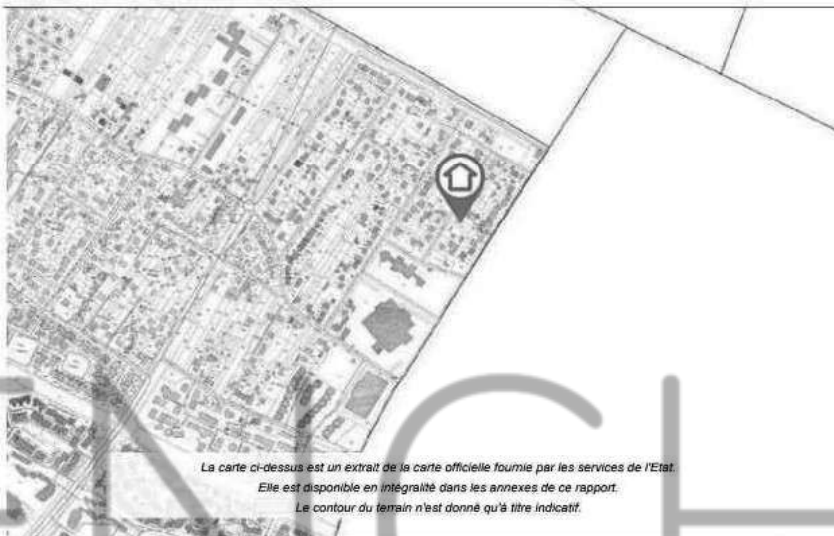 La carte ci-dessus est un extrait de la carte officielle fournie par les services de l'Etat.
Elle est disponible en intégralité dans les annexes de ce rapport.
Le contour du terrain n'est donné qu'à titre indicatif.